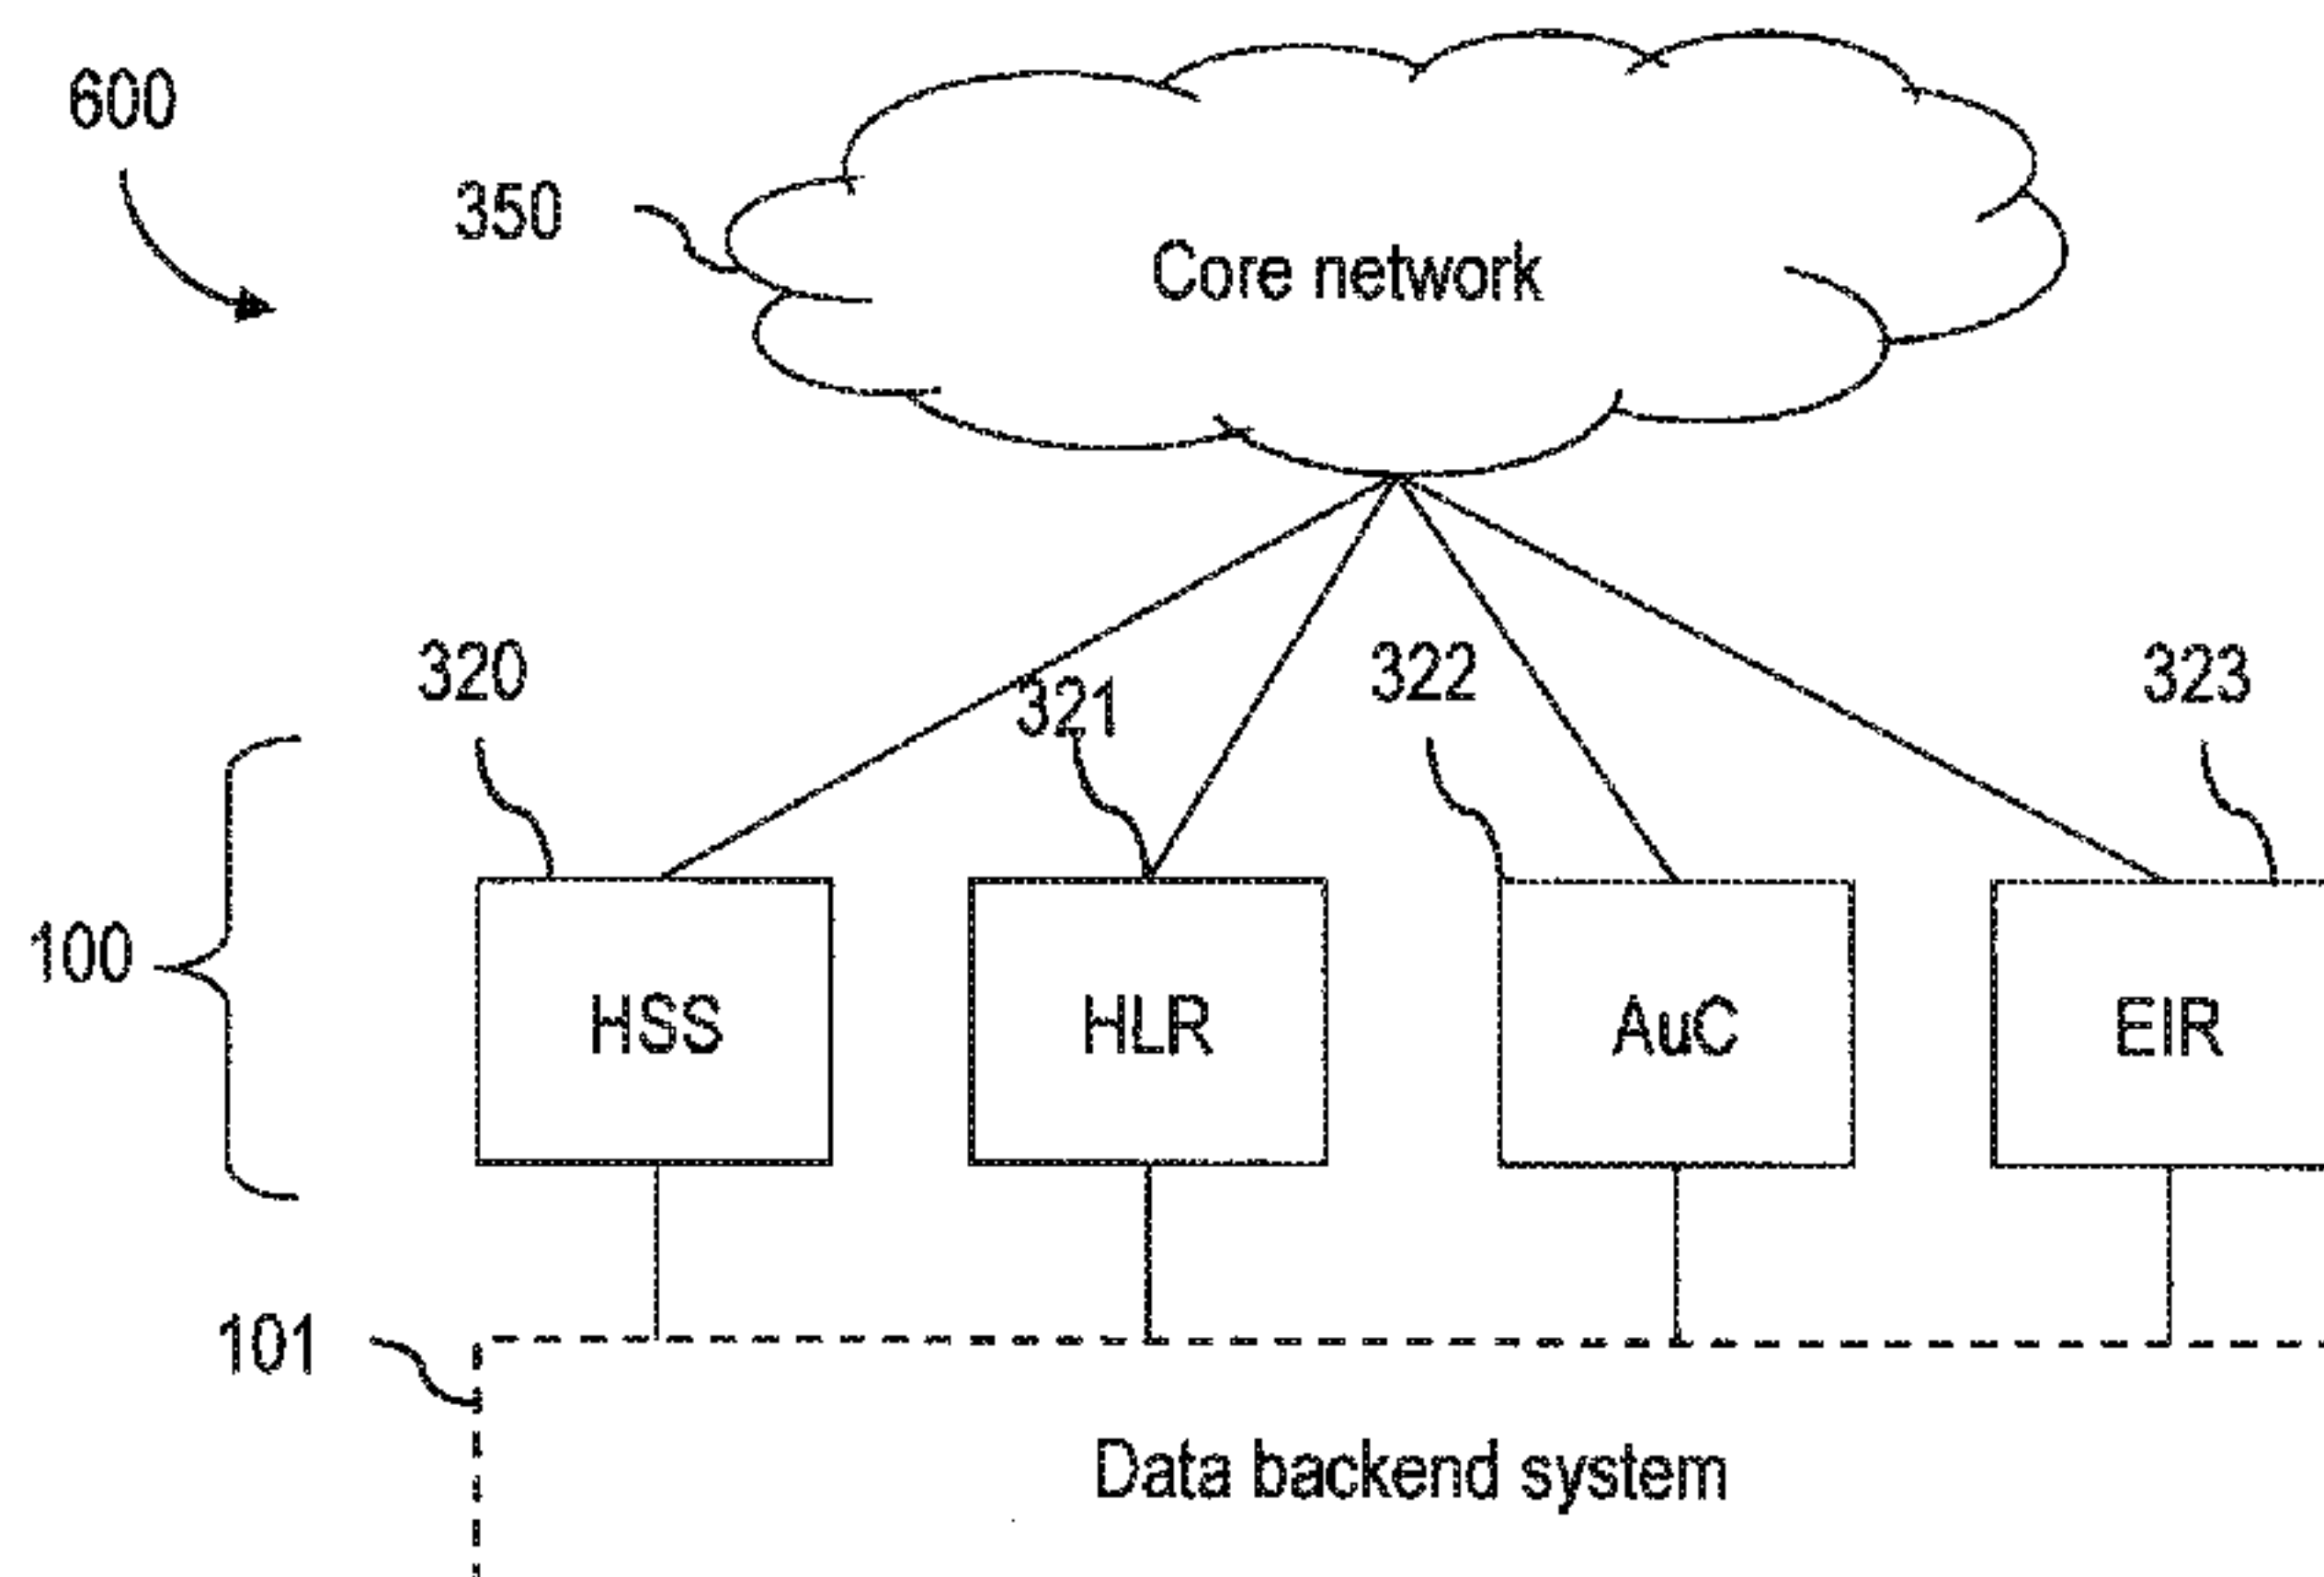 600
350
Core network
320
321
322
323
100
HSS
HLR
AuC
EIR
101
Data backend system